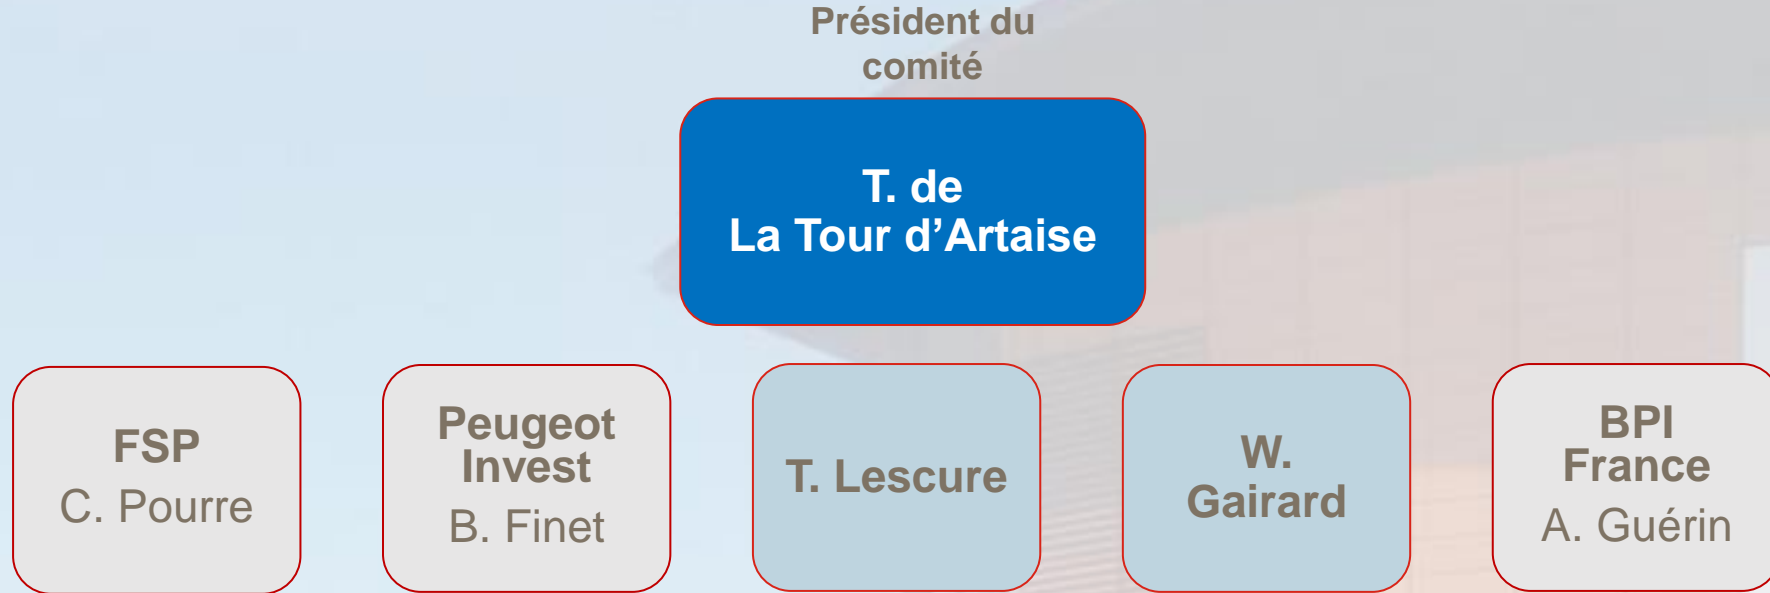 Président du
comité
T. de
La Tour d’Artaise
FSP
C. Pourre
Peugeot
Invest
B. Finet
T. Lescure
W.
Gairard
BPI
France
A. Guérin